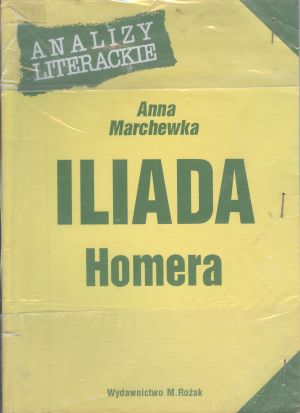 ANALIZY
LITERACKIE
Anna
Marchewka
ILIADA
Homera
Wydawnictwo M.Rożak